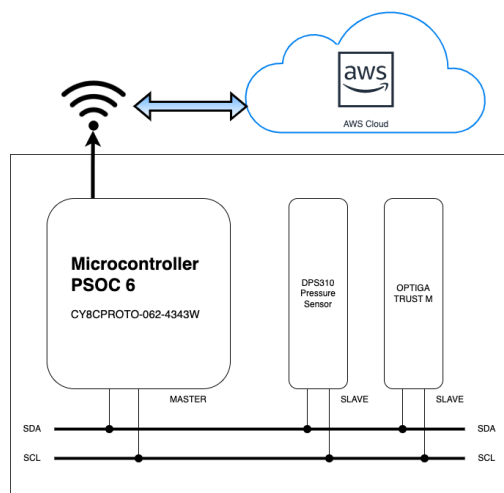 aws
AWS Cloud
Microcontroller
PSOC 6
CY8CPROTO-062-4343W
DPS310
Pressure
Sensor
OPTIGA
TRUST M
MASTER
SLAVE
SLAVE
SDA
SDA
SCL
SCL